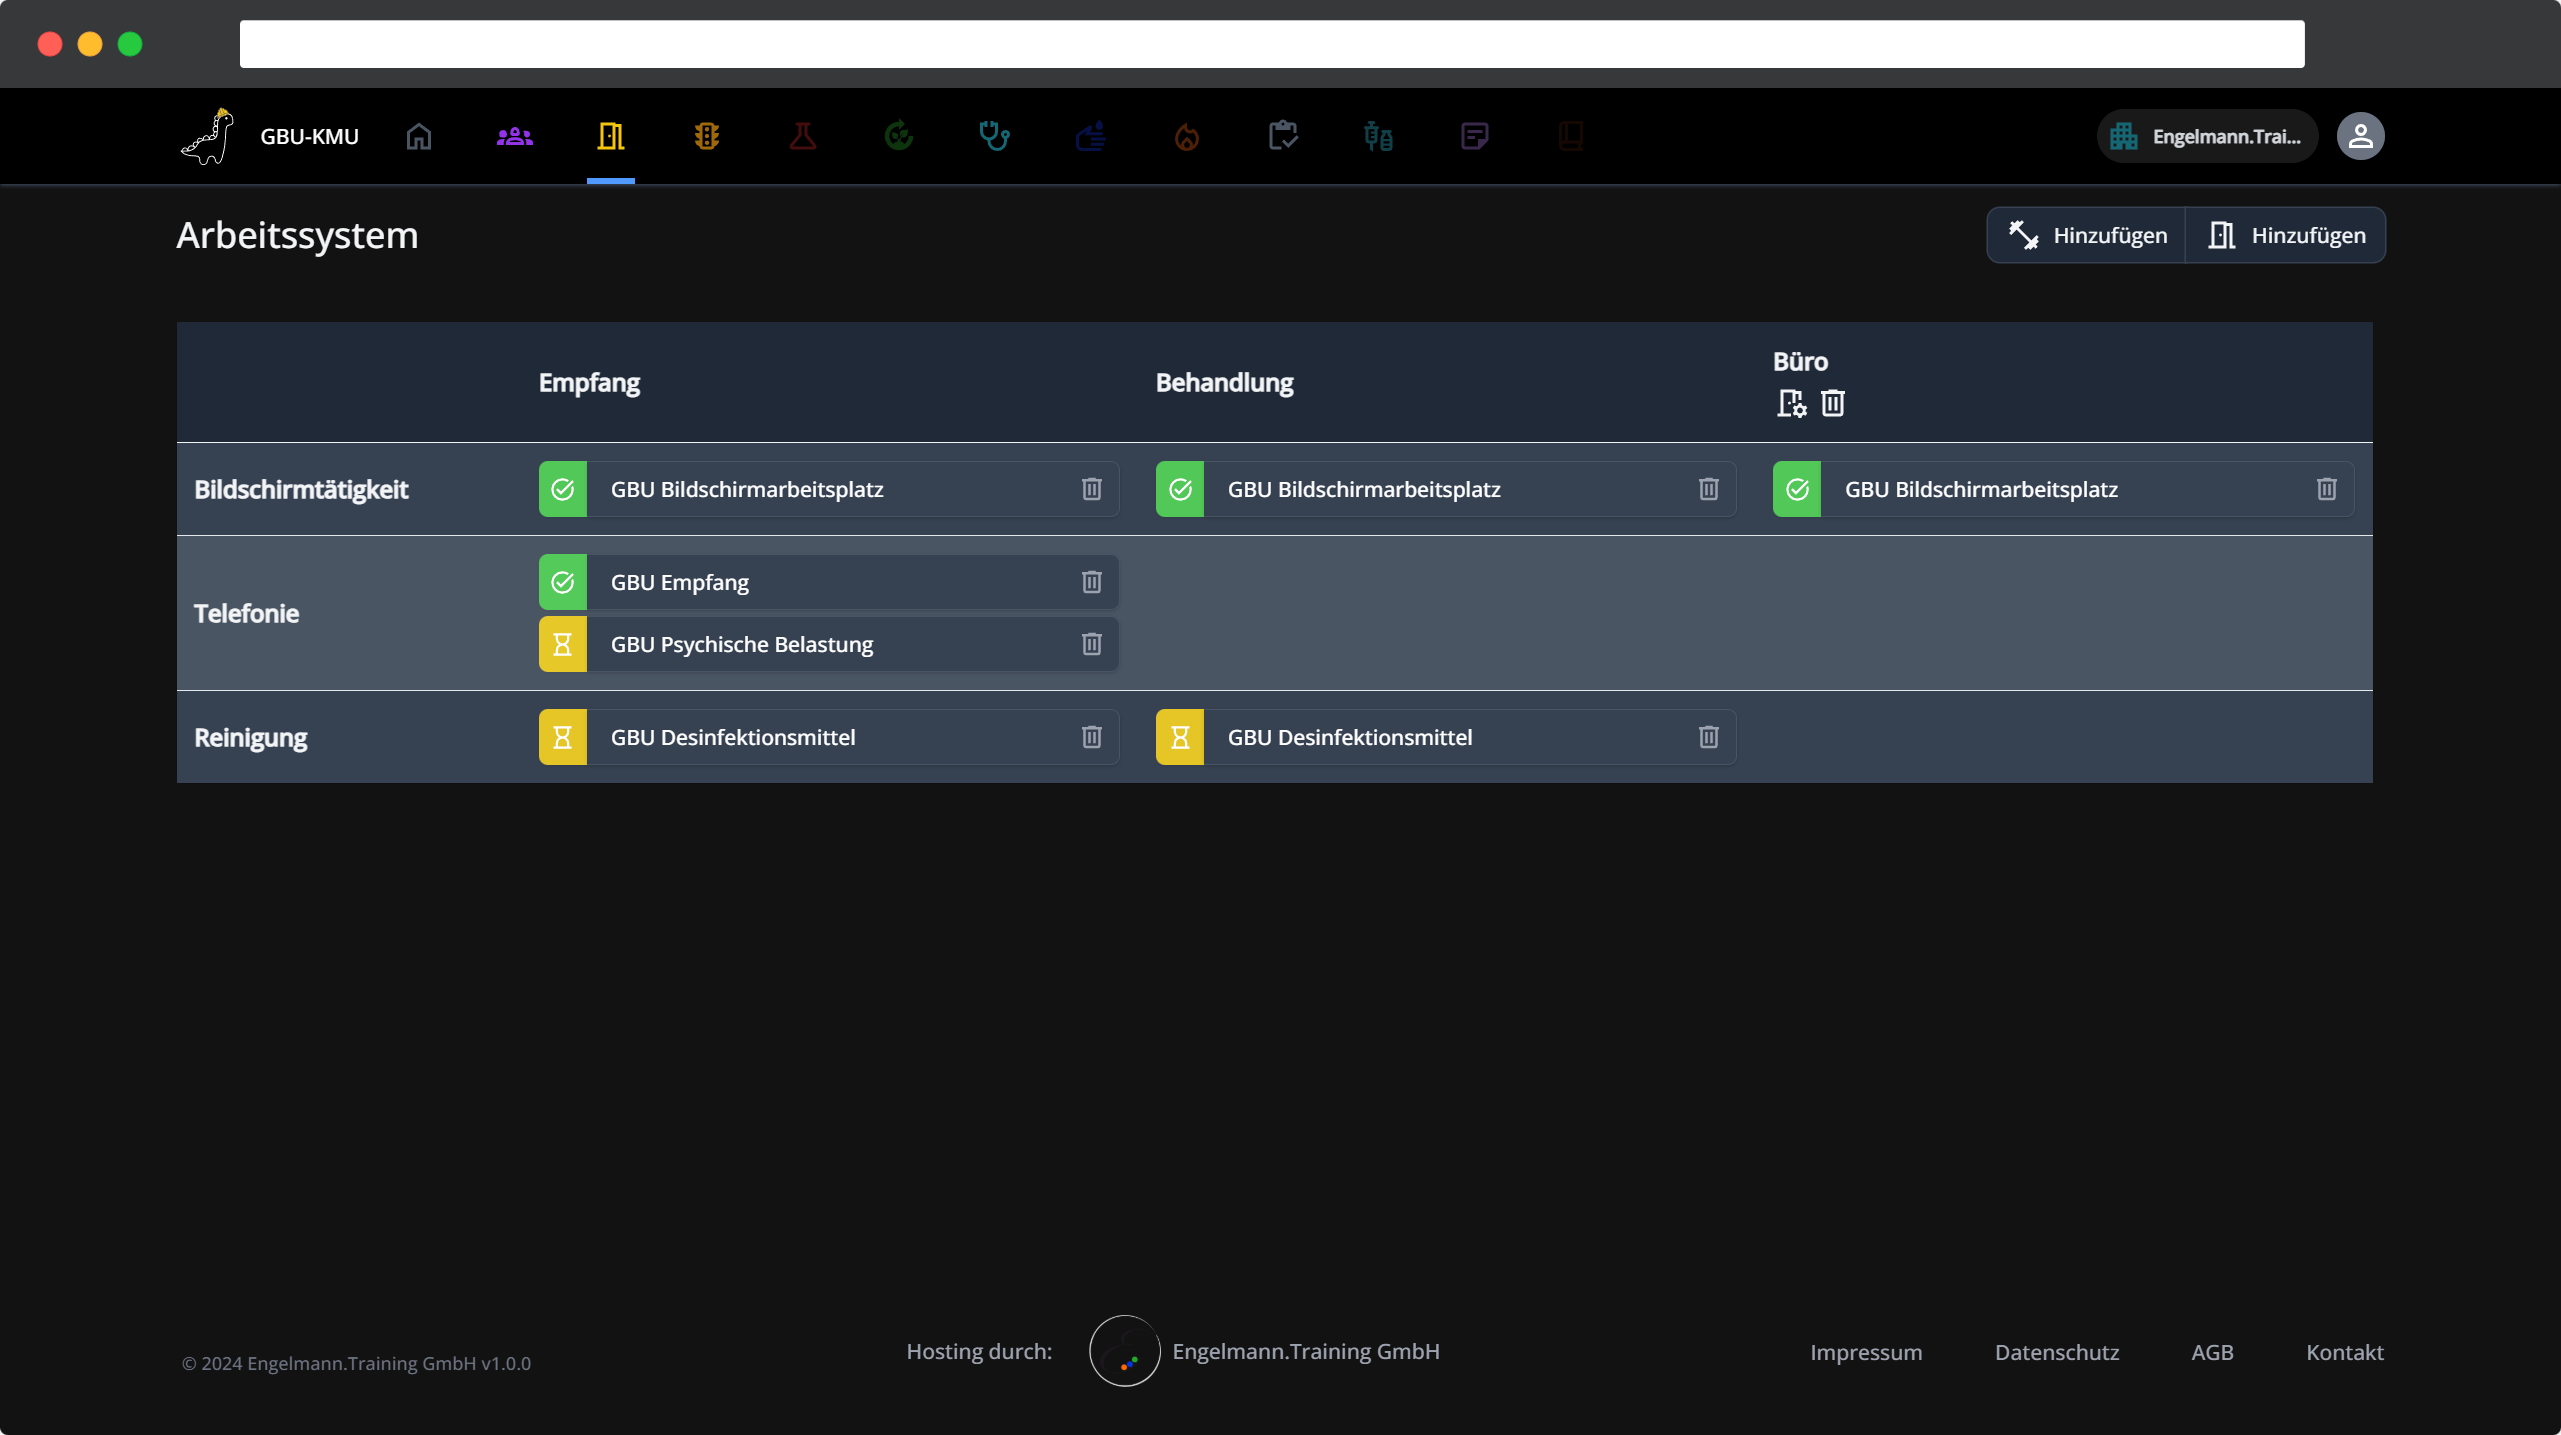 GBU-KMU
Engelmann.Trai...
Arbeitssystem
Hinzufügen
Hinzufügen
Empfang
Behandlung
Büro
Bildschirmtätigkeit
GBU Bildschirmarbeitsplatz
GBU Bildschirmarbeitsplatz
GBU Bildschirmarbeitsplatz
Telefonie
GBU Empfang
GBU Psychische Belastung
Reinigung
GBU Desinfektionsmittel
GBU Desinfektionsmittel
© 2024 Engelmann.Training GmbH v1.0.0
Hosting durch:
Engelmann.Training GmbH
Impressum
Datenschutz
AGB
Kontakt